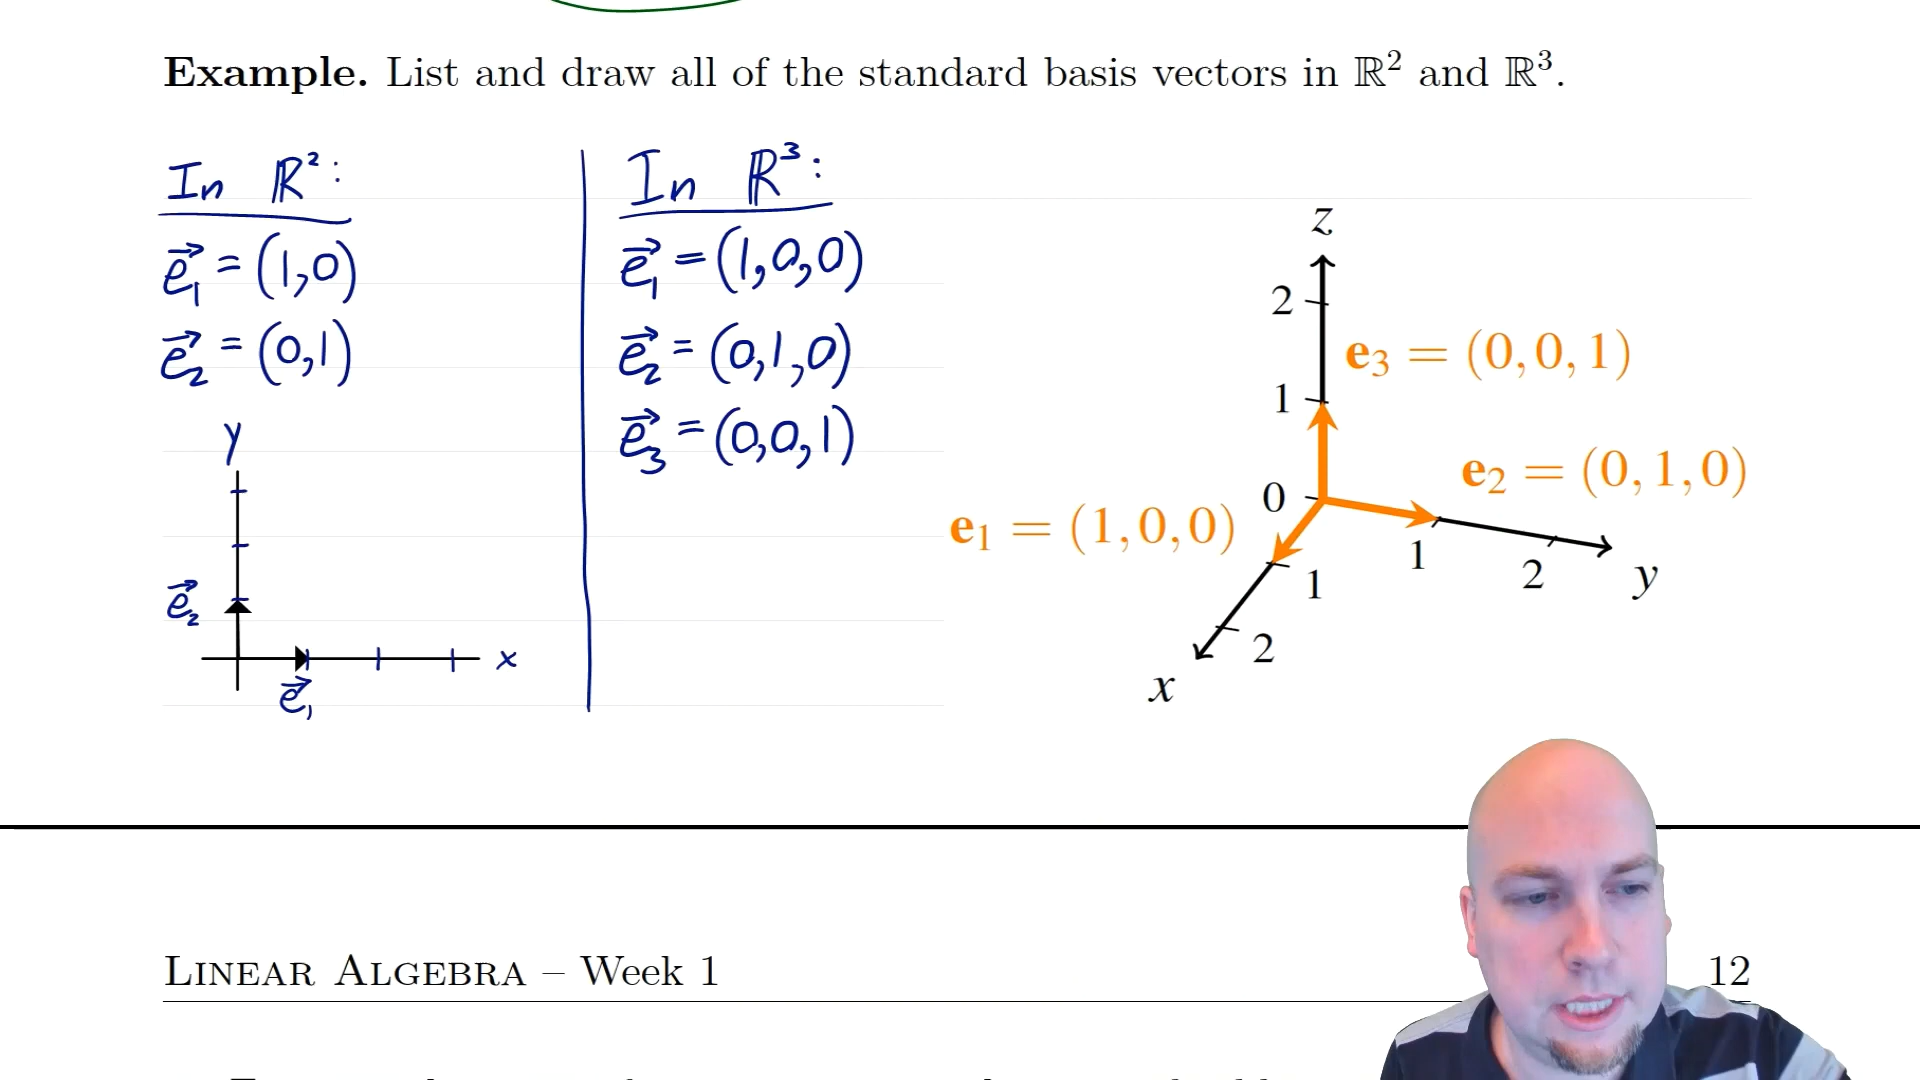 Example. List and draw all of the standard basis vectors in ℝ² and ℝ³.
In ℝ²:
e⃗₁ = (1,0)
e⃗₂ = (0,1)
y
e⃗₂
x
e⃗₁
In ℝ³:
e⃗₁ = (1,0,0)
e⃗₂ = (0,1,0)
e⃗₃ = (0,0,1)
z
2
e₃ = (0, 0, 1)
1
e₂ = (0, 1, 0)
0
e₁ = (1, 0, 0)
1
2
y
1
2
x
LINEAR ALGEBRA – Week 1
12